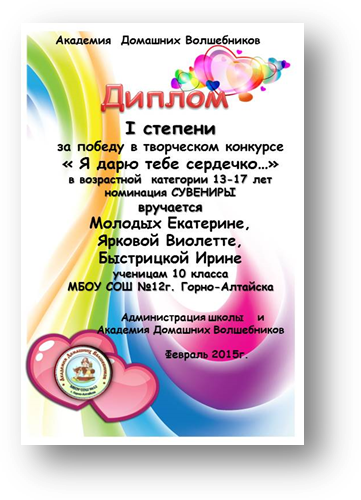 Академия Домашних Волшебников
Диплом
I степени
за победу в творческом конкурсе
« Я дарю тебе сердечко…»
в возрастной категории 13-17 лет
номинация СУВЕНИРЫ
вручается
Молодых Екатерине,
Ярковой Виолетте,
Быстрицкой Ирине
ученицам 10 класса
МБОУ СОШ №12г. Горно-Алтайска
Администрация школы и
Академия Домашних Волшебников
Февраль 2015г.
Академия Домашних Волшебников